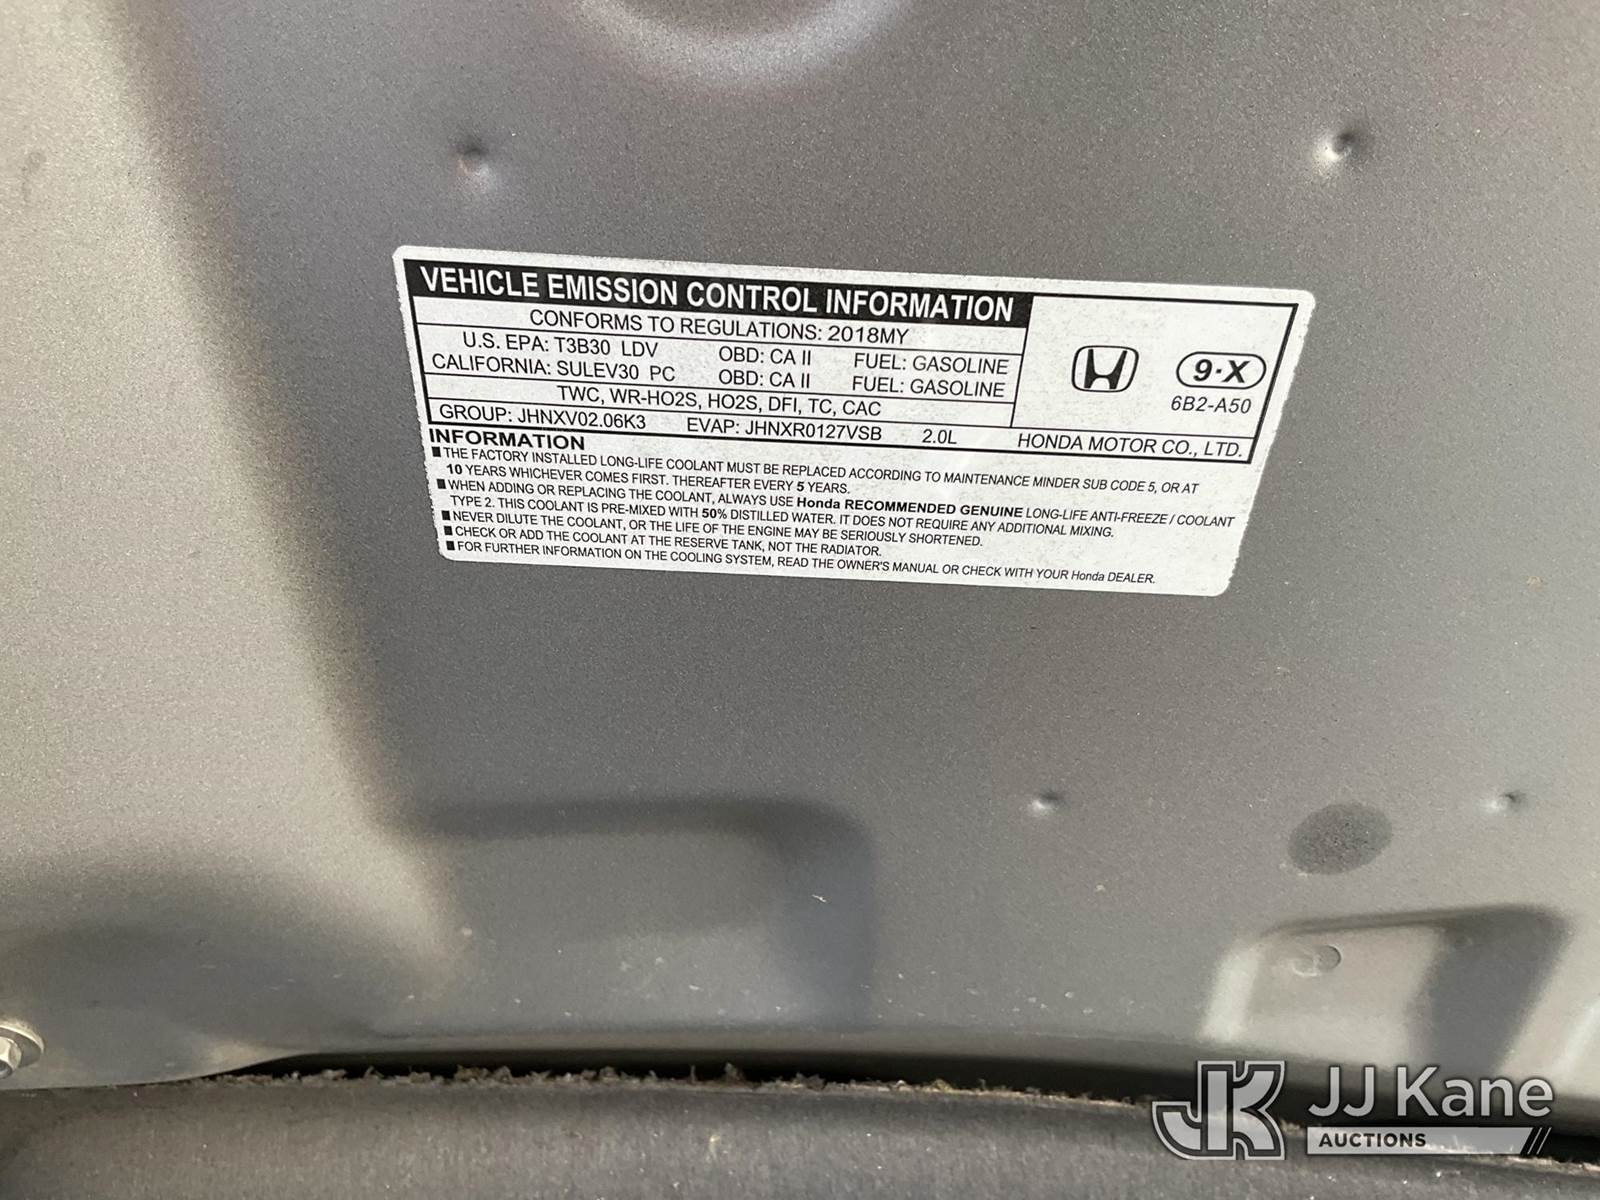 VEHICLE EMISSION CONTROL INFORMATION
CONFORMS TO REGULATIONS: 2018MY
U.S. EPA: T3B30 LDV OBD: CA II FUEL: GASOLINE
CALIFORNIA: SULEV30 PC OBD: CA II FUEL: GASOLINE
TWC, WR-HO2S, HO2S, DFI, TC, CAC
9·X
6B2-A50
GROUP: JHNXV02.06K3 EVAP: JHNXR0127VSB 2.0L HONDA MOTOR CO., LTD.
INFORMATION
■ THE FACTORY INSTALLED LONG-LIFE COOLANT MUST BE REPLACED ACCORDING TO MAINTENANCE MINDER SUB CODE 5, OR AT
10 YEARS WHICHEVER COMES FIRST. THEREAFTER EVERY 5 YEARS.
■ WHEN ADDING OR REPLACING THE COOLANT, ALWAYS USE Honda RECOMMENDED GENUINE LONG-LIFE ANTI-FREEZE / COOLANT
TYPE 2. THIS COOLANT IS PRE-MIXED WITH 50% DISTILLED WATER. IT DOES NOT REQUIRE ANY ADDITIONAL MIXING.
■ NEVER DILUTE THE COOLANT, OR THE LIFE OF THE ENGINE MAY BE SERIOUSLY SHORTENED.
■ CHECK OR ADD THE COOLANT AT THE RESERVE TANK, NOT THE RADIATOR.
■ FOR FURTHER INFORMATION ON THE COOLING SYSTEM, READ THE OWNER'S MANUAL OR CHECK WITH YOUR Honda DEALER.
JK JJ Kane
AUCTIONS